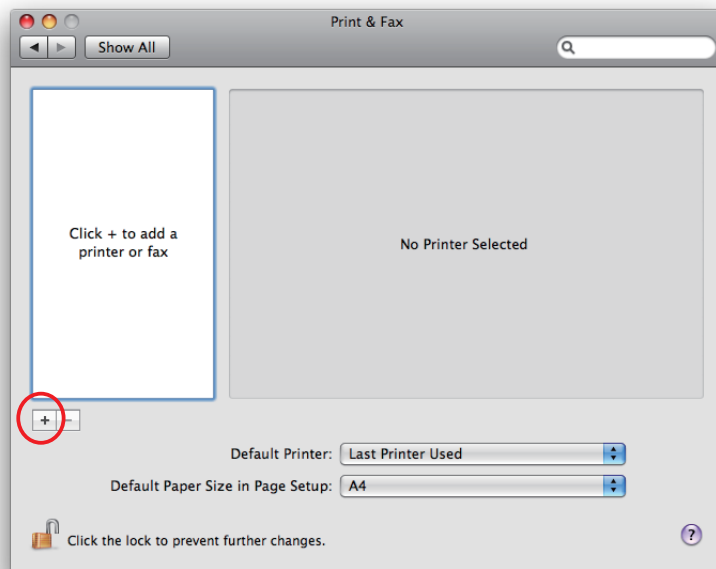 Print & Fax
Show All
Click + to add a
printer or fax
No Printer Selected
+ −
Default Printer: Last Printer Used
Default Paper Size in Page Setup: A4
Click the lock to prevent further changes.
?